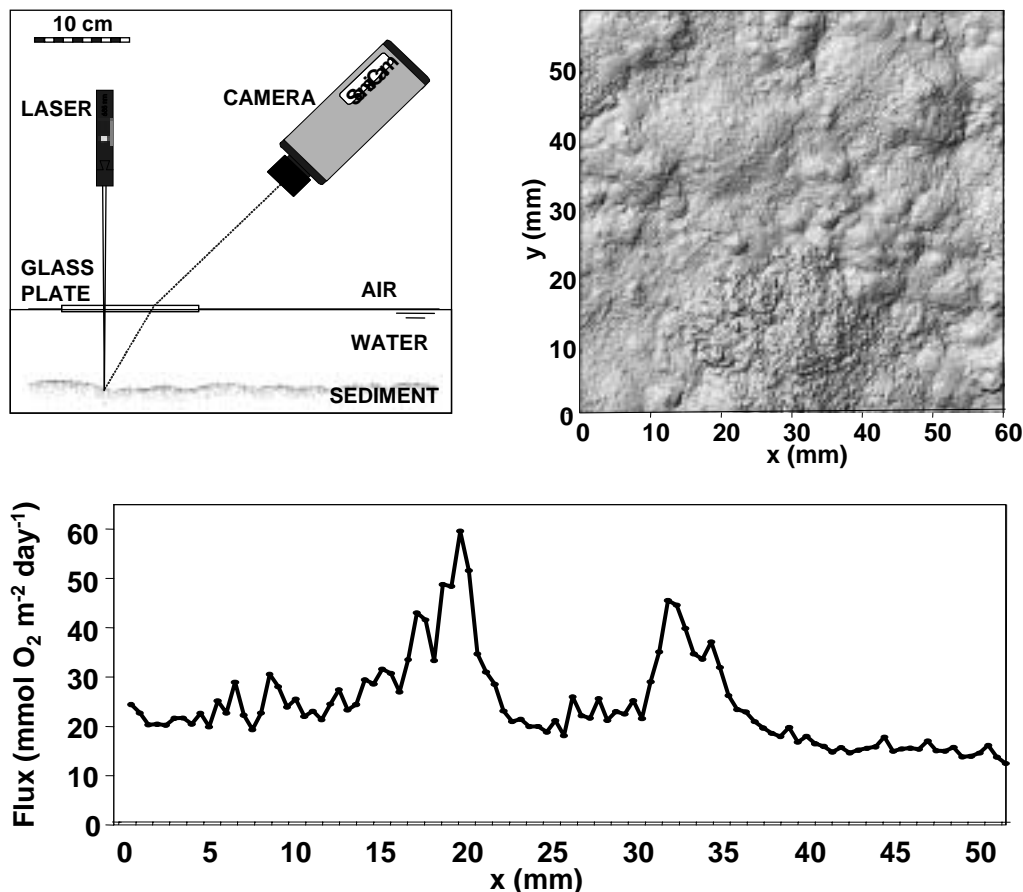 10 cm
LASER
CAMERA
GLASS
PLATE
AIR
WATER
SEDIMENT
y (mm)
50
40
30
20
10
0
0 10 20 30 40 50 60
x (mm)
Flux (mmol O₂ m⁻² day⁻¹)
60
50
40
30
20
10
0
0 5 10 15 20 25 30 35 40 45 50
x (mm)